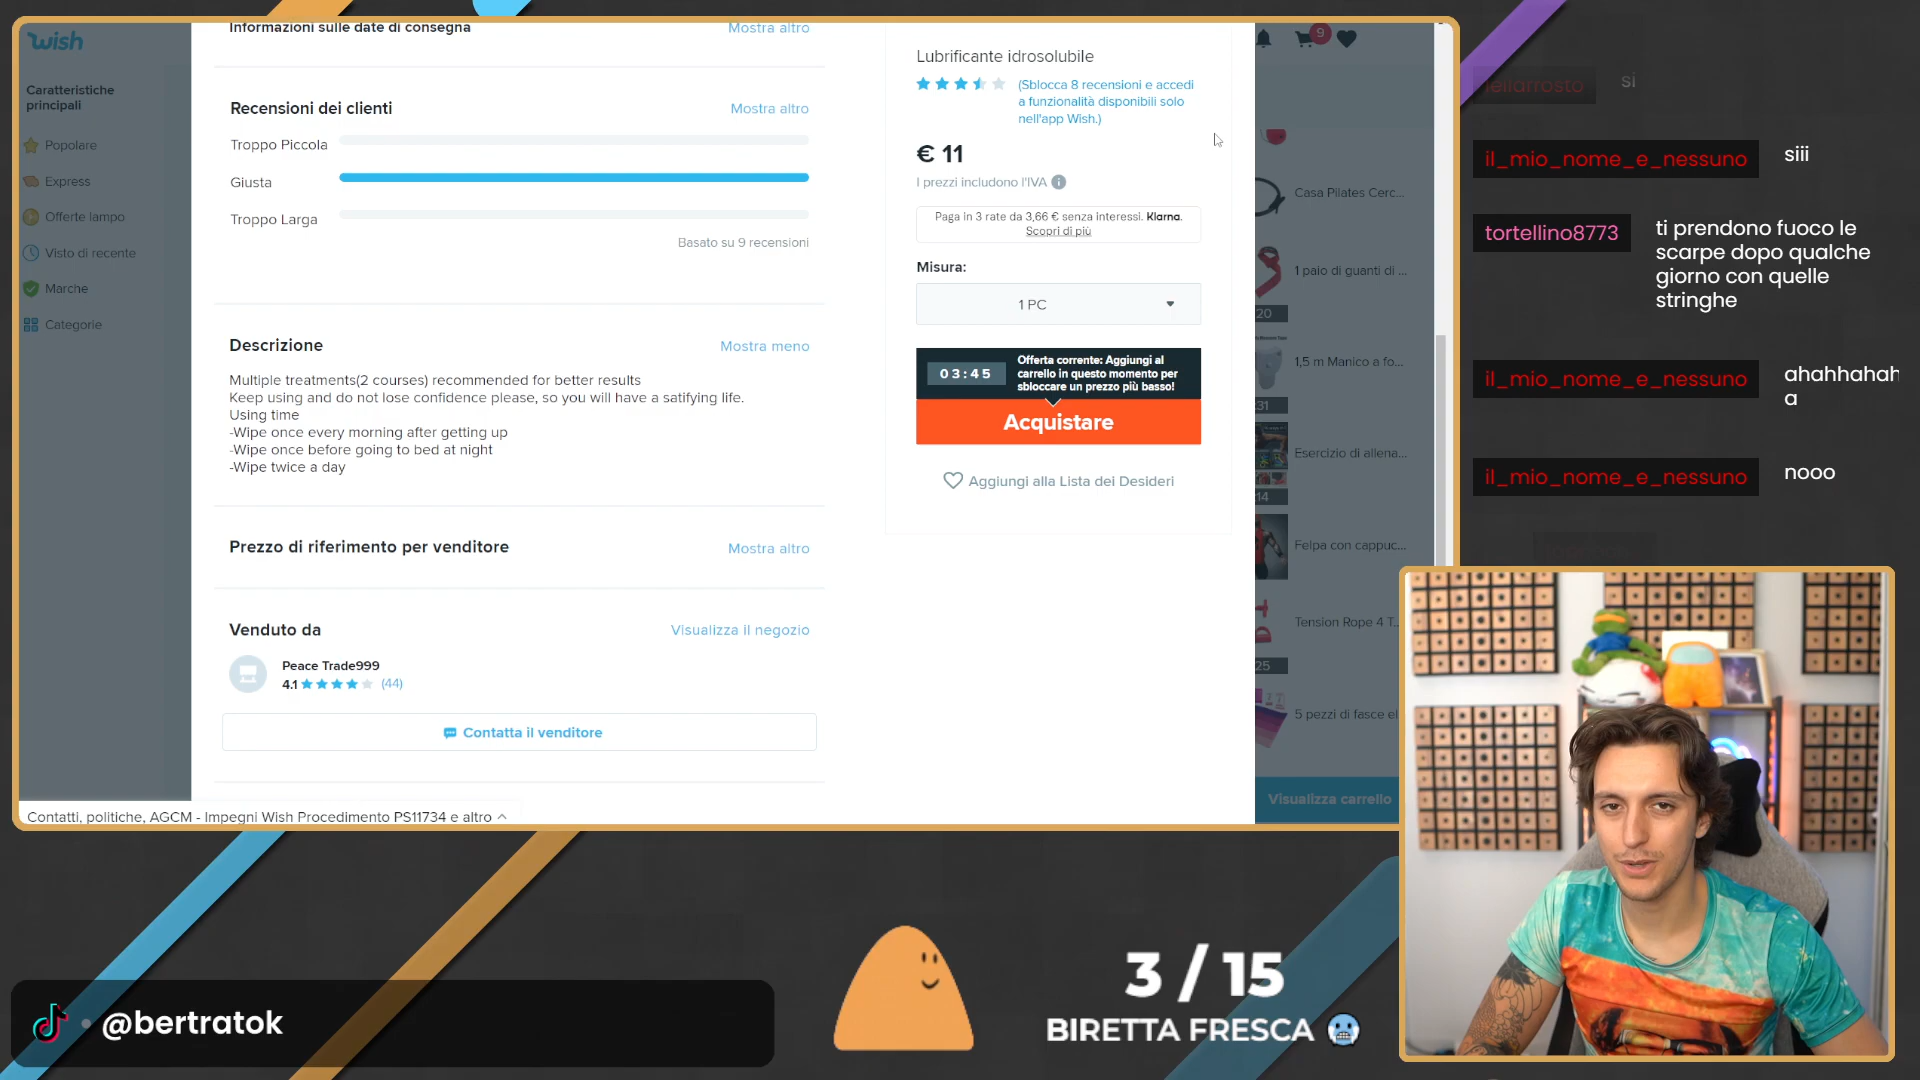 wish
Caratteristiche
principali
Popolare
Express
Offerte lampo
Visto di recente
Marche
Categorie
Informazioni sulle date di consegna
Mostra altro
Recensioni dei clienti
Mostra altro
Troppo Piccola
Giusta
Troppo Larga
Basato su 9 recensioni
Descrizione
Mostra meno
Multiple treatments(2 courses) recommended for better results
Keep using and do not lose confidence please, so you will have a satifying life.
Using time
-Wipe once every morning after getting up
-Wipe once before going to bed at night
-Wipe twice a day
Prezzo di riferimento per venditore
Mostra altro
Venduto da
Visualizza il negozio
Peace Trade999
4.1 (44)
Contatta il venditore
Contatti, politiche, AGCM - Impegni Wish Procedimento PS11734 e altro
Lubrificante idrosolubile
(Sblocca 8 recensioni e accedi
a funzionalità disponibili solo
nell'app Wish.)
€ 11
I prezzi includono l'IVA
Paga in 3 rate da 3,66 € senza interessi. Klarna.
Scopri di più
Misura:
1 PC
03:45
Offerta corrente: Aggiungi al
carrello in questo momento per
sbloccare un prezzo più basso!
Acquistare
Aggiungi alla Lista dei Desideri
9
Casa Pilates Cerc...
1 paio di guanti di ...
20
1,5 m Manico a fo...
31
Esercizio di allena...
14
Felpa con cappuc...
Tension Rope 4 T...
25
5 pezzi di fasce el
Visualizza carrello
si
il_mio_nome_e_nessuno siii
tortellino8773 ti prendono fuoco le
scarpe dopo qualche
giorno con quelle
stringhe
il_mio_nome_e_nessuno ahahhahah
a
il_mio_nome_e_nessuno nooo
@bertratok
3 / 15
BIRETTA FRESCA